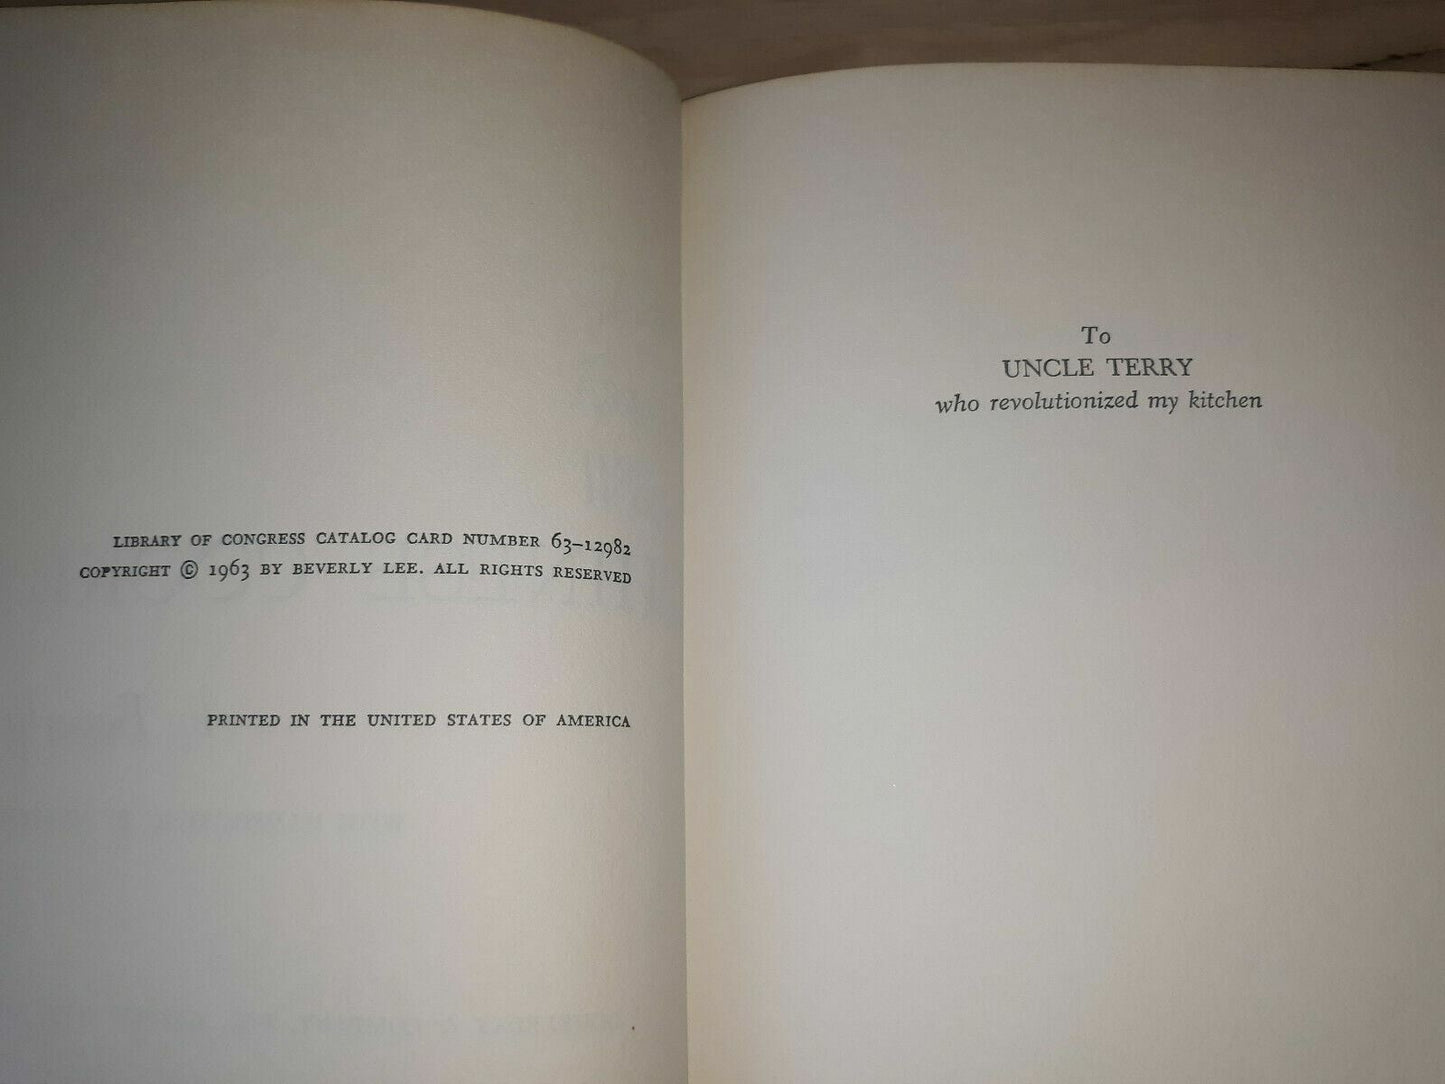 LIBRARY OF CONGRESS CATALOG CARD NUMBER 63–12982
COPYRIGHT © 1963 BY BEVERLY LEE. ALL RIGHTS RESERVED
PRINTED IN THE UNITED STATES OF AMERICA
To
UNCLE TERRY
who revolutionized my kitchen